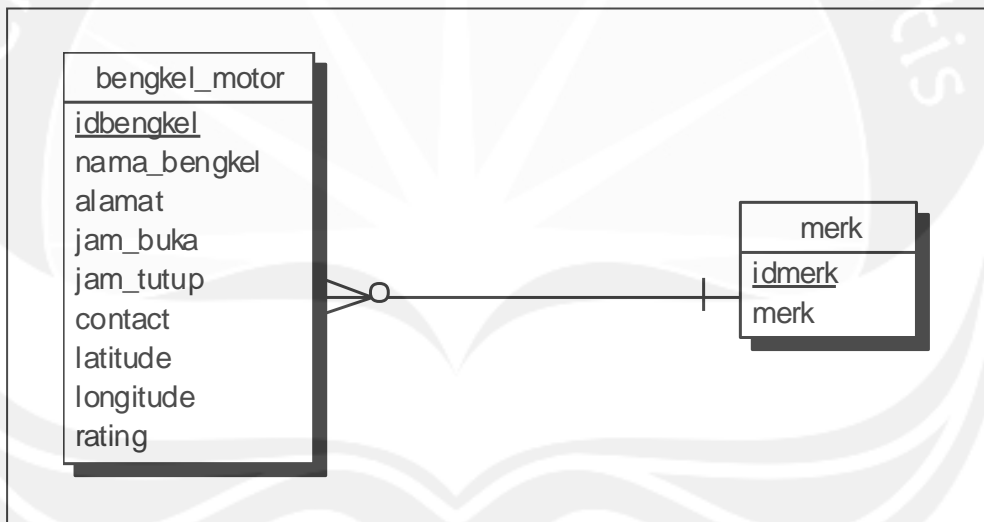 bengkel_motor
idbengkel
nama_bengkel
alamat
jam_buka
jam_tutup
contact
latitude
longitude
rating
merk
idmerk
merk